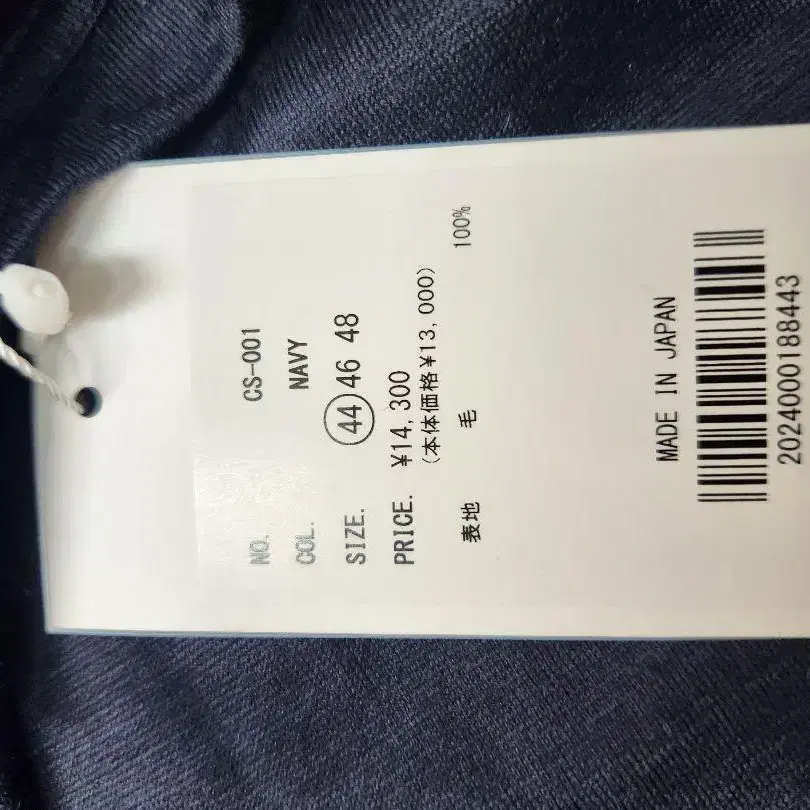 NO. CS-001
COL. NAVY
SIZE. 44 46 48
PRICE. ¥14,300
(本体価格¥13,000)
表地 毛 100%
MADE IN JAPAN
2024000188443